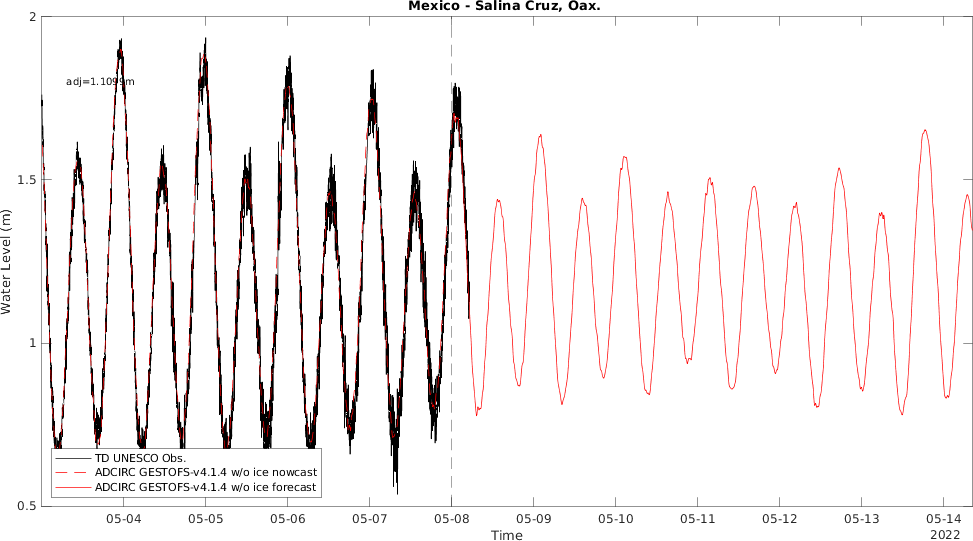 Mexico - Salina Cruz, Oax.
2
adj=1.1099m
1.5
Water Level (m)
1
TD UNESCO Obs.
ADCIRC GESTOFS-v4.1.4 w/o ice nowcast
ADCIRC GESTOFS-v4.1.4 w/o ice forecast
0.5
05-04 05-05 05-06 05-07 05-08 05-09 05-10 05-11 05-12 05-13 05-14
Time
2022